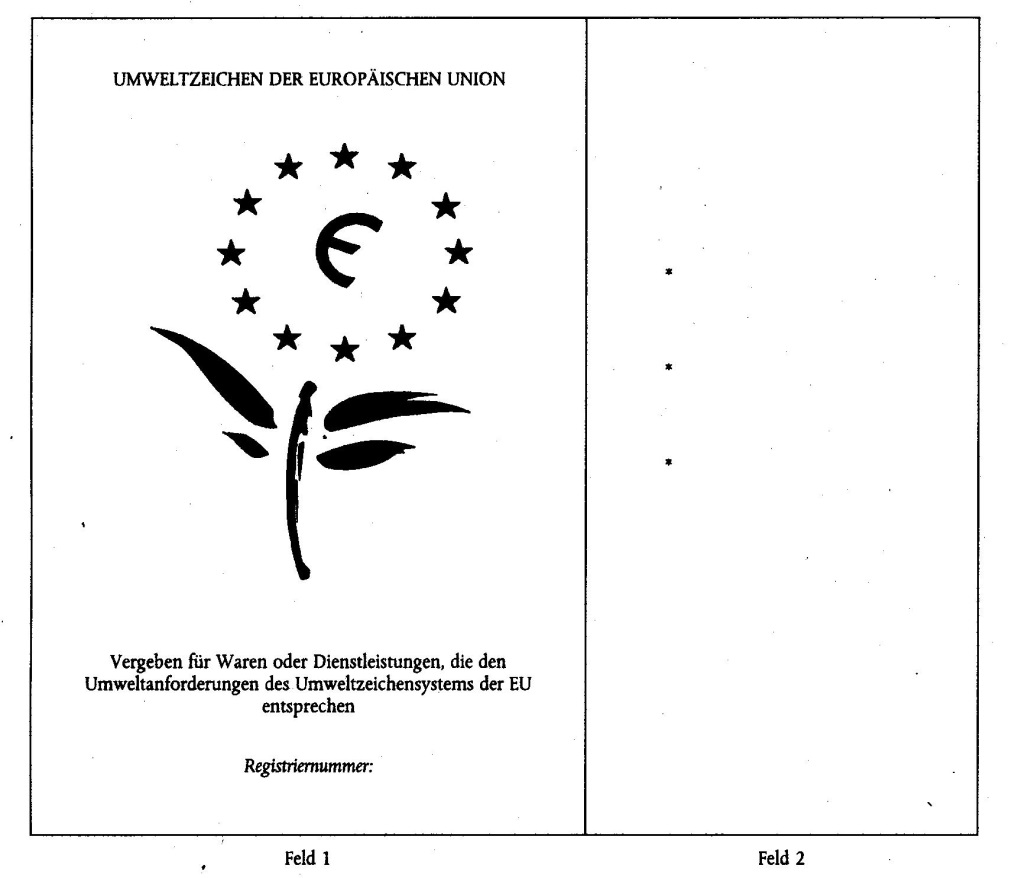 UMWELTZEICHEN DER EUROPÄISCHEN UNION
€
*
*
*
Vergeben für Waren oder Dienstleistungen, die den
Umweltanforderungen des Umweltzeichensystems der EU
entsprechen
Registriernummer:
Feld 1
Feld 2